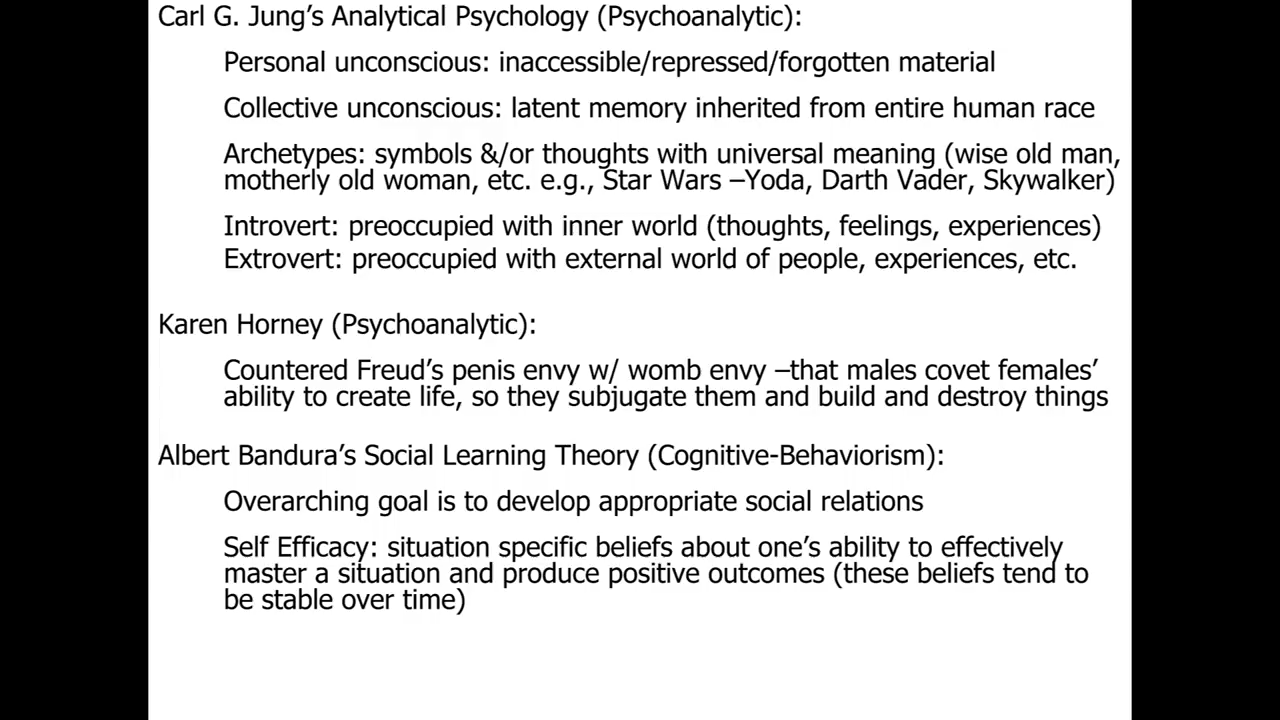 Carl G. Jung’s Analytical Psychology (Psychoanalytic):
Personal unconscious: inaccessible/repressed/forgotten material
Collective unconscious: latent memory inherited from entire human race
Archetypes: symbols &/or thoughts with universal meaning (wise old man,
motherly old woman, etc. e.g., Star Wars –Yoda, Darth Vader, Skywalker)
Introvert: preoccupied with inner world (thoughts, feelings, experiences)
Extrovert: preoccupied with external world of people, experiences, etc.
Karen Horney (Psychoanalytic):
Countered Freud’s penis envy w/ womb envy –that males covet females’
ability to create life, so they subjugate them and build and destroy things
Albert Bandura’s Social Learning Theory (Cognitive-Behaviorism):
Overarching goal is to develop appropriate social relations
Self Efficacy: situation specific beliefs about one’s ability to effectively
master a situation and produce positive outcomes (these beliefs tend to
be stable over time)